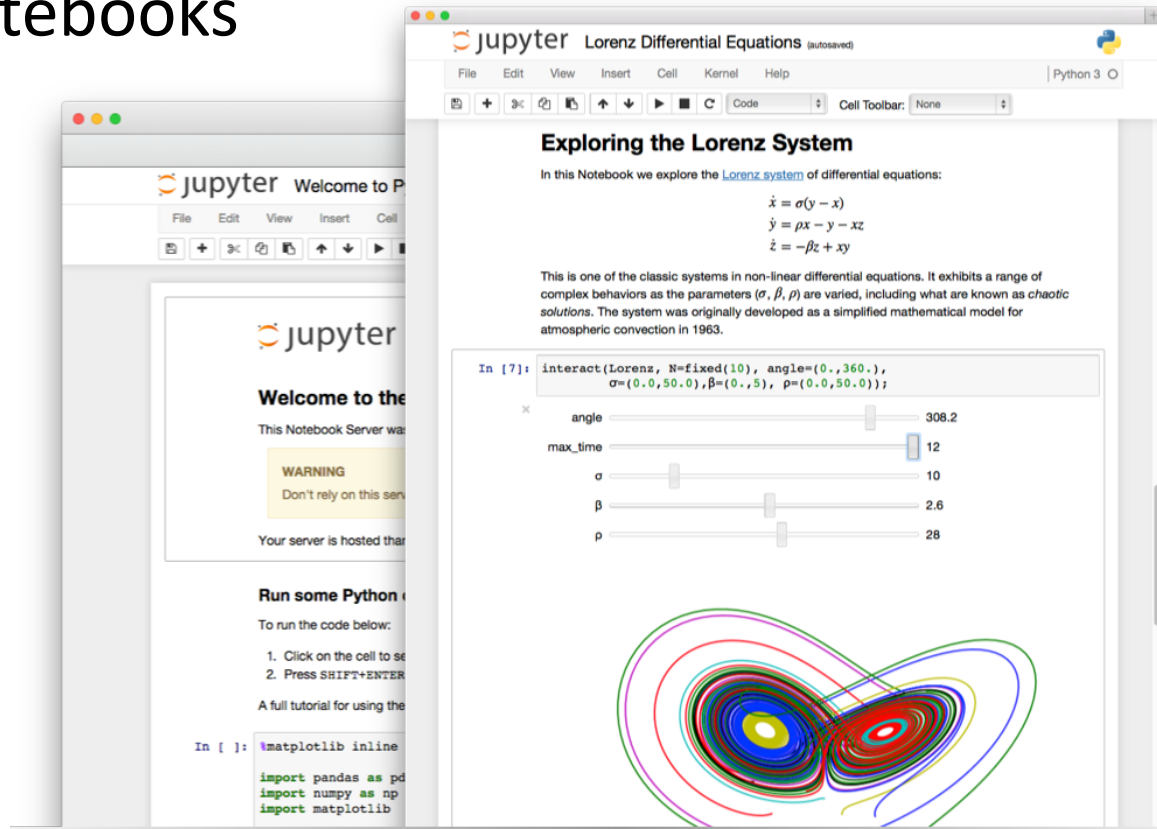 tebooks
jupyter Lorenz Differential Equations (autosaved)
File Edit View Insert Cell Kernel Help Python 3
Code Cell Toolbar: None
Exploring the Lorenz System
In this Notebook we explore the Lorenz system of differential equations:
ẋ = σ(y − x)
ẏ = ρx − y − xz
ż = −βz + xy
This is one of the classic systems in non-linear differential equations. It exhibits a range of
complex behaviors as the parameters (σ, β, ρ) are varied, including what are known as chaotic
solutions. The system was originally developed as a simplified mathematical model for
atmospheric convection in 1963.
In [7]: interact(Lorenz, N=fixed(10), angle=(0.,360.),
σ=(0.0,50.0),β=(0.,5), ρ=(0.0,50.0));
angle 308.2
max_time 12
σ 10
β 2.6
ρ 28
jupyter Welcome to P
File Edit View Insert Cell
jupyter
Welcome to the
This Notebook Server was
WARNING
Don't rely on this serv
Your server is hosted than
Run some Python
To run the code below:
1. Click on the cell to se
2. Press SHIFT+ENTER
A full tutorial for using the
In [ ]: %matplotlib inline
import pandas as pd
import numpy as np
import matplotlib